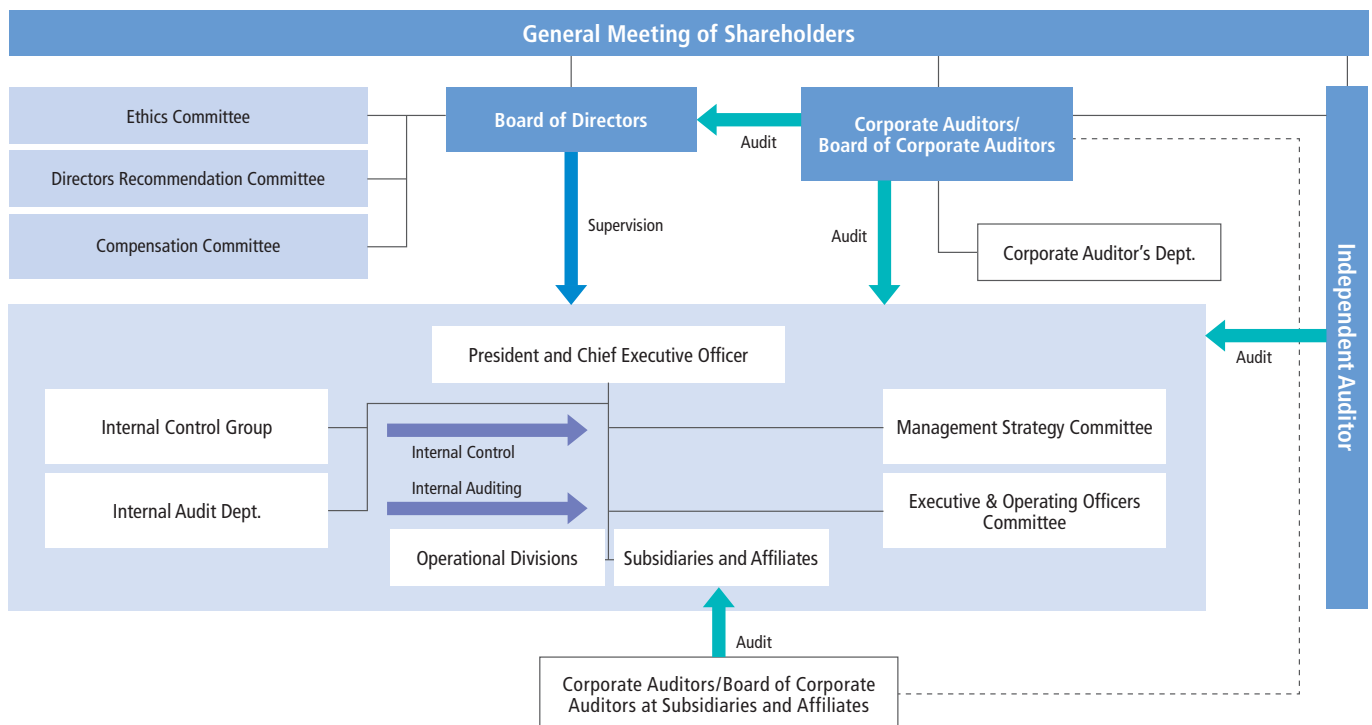 General Meeting of Shareholders
Ethics Committee
Directors Recommendation Committee
Compensation Committee
Board of Directors
Audit
Corporate Auditors/
Board of Corporate Auditors
Supervision
Audit
Corporate Auditor's Dept.
Independent Auditor
Audit
President and Chief Executive Officer
Internal Control Group
Internal Audit Dept.
Internal Control
Internal Auditing
Management Strategy Committee
Executive & Operating Officers
Committee
Operational Divisions
Subsidiaries and Affiliates
Audit
Corporate Auditors/Board of Corporate
Auditors at Subsidiaries and Affiliates